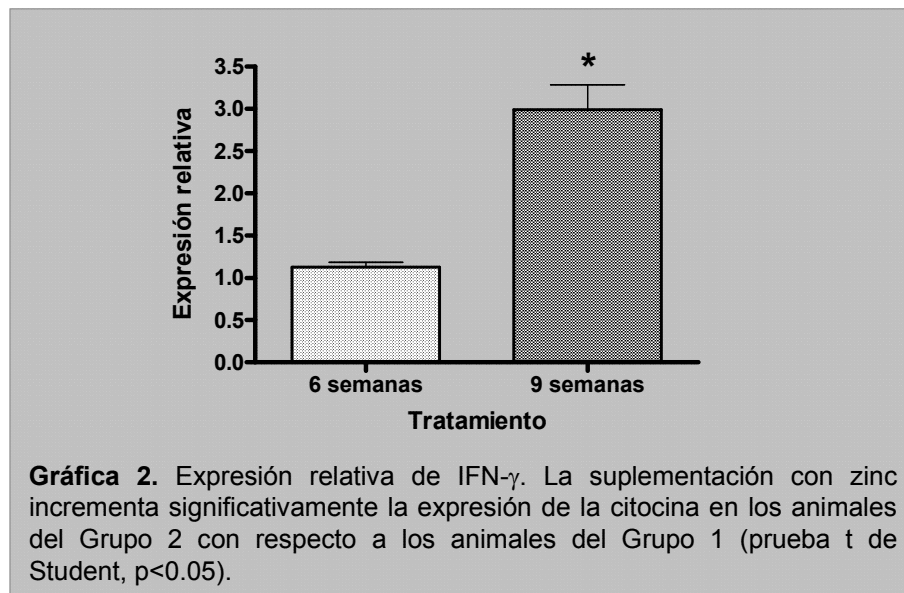 *
3.5
3.0
2.5
2.0
1.5
1.0
0.5
0.0
Expresión relativa
6 semanas 9 semanas
Tratamiento
Gráfica 2. Expresión relativa de IFN-γ. La suplementación con zinc
incrementa significativamente la expresión de la citocina en los animales
del Grupo 2 con respecto a los animales del Grupo 1 (prueba t de
Student, p<0.05).